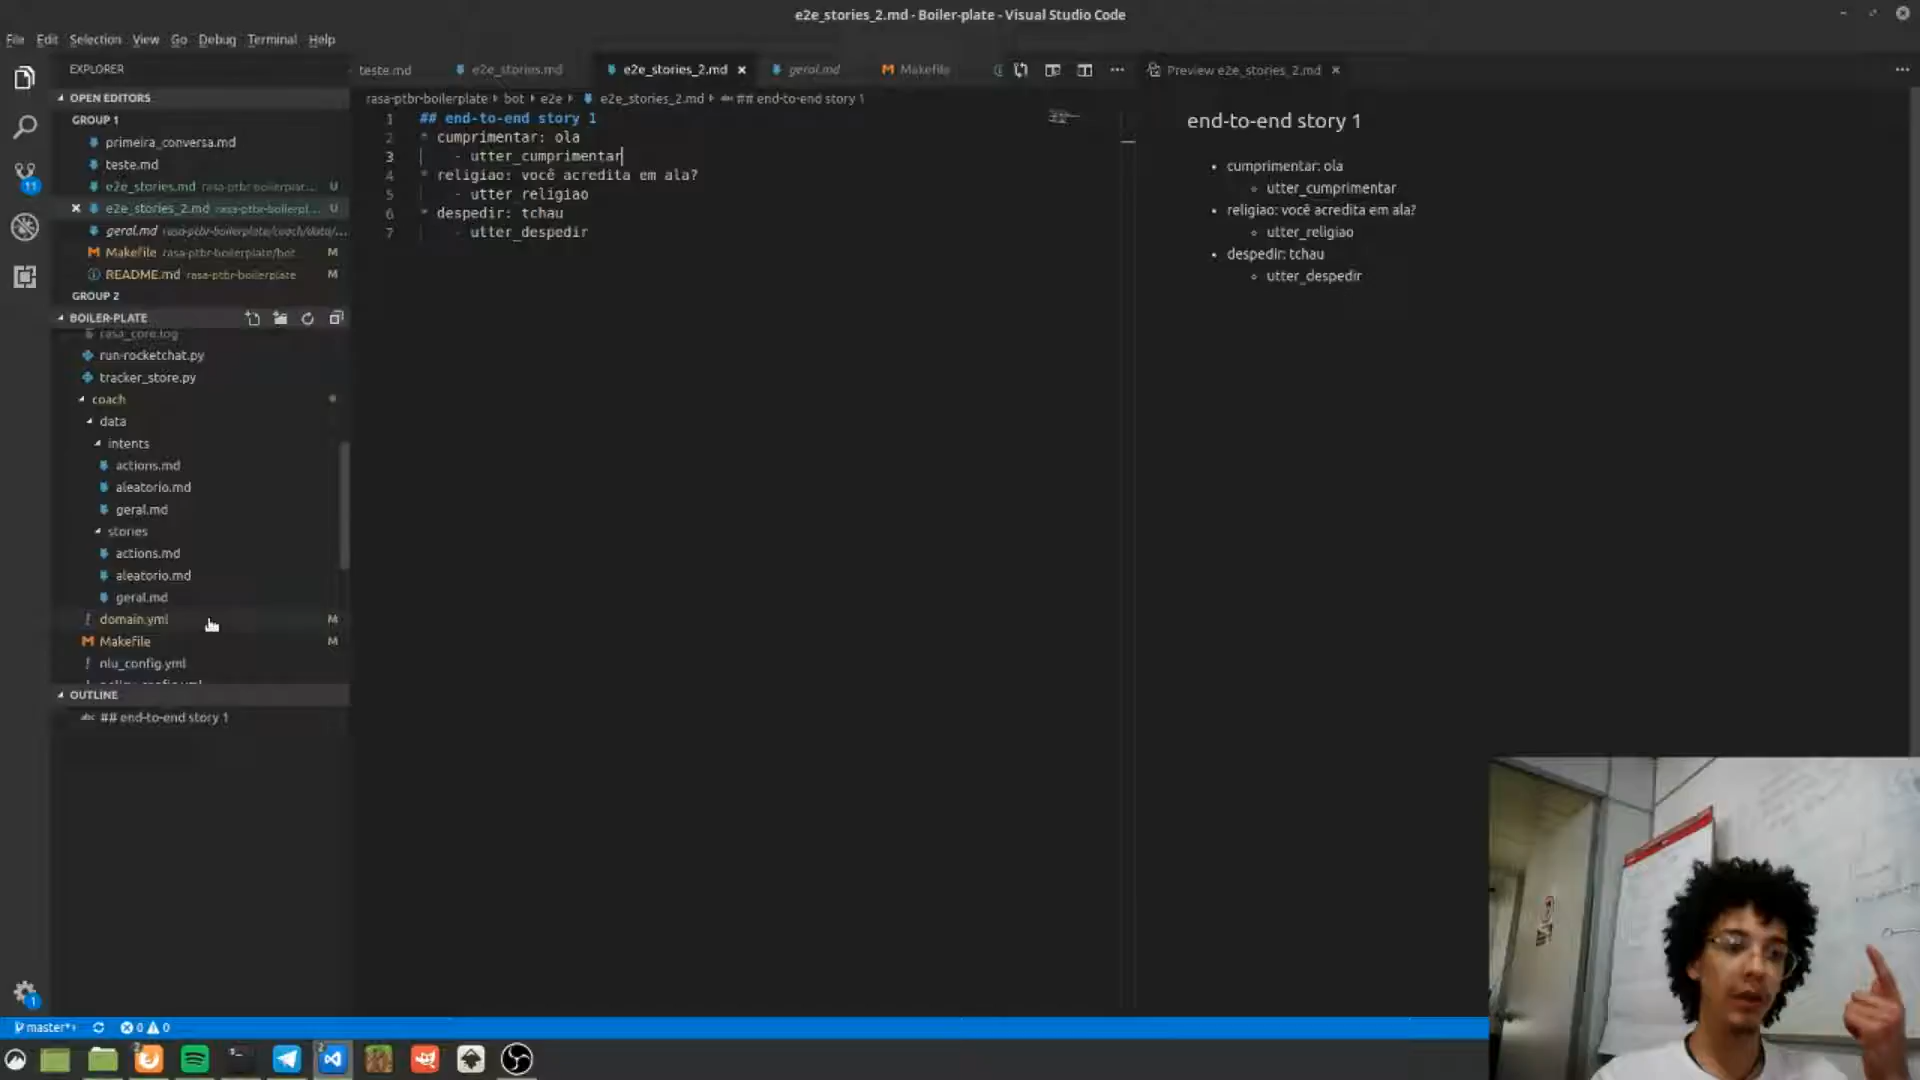 e2e_stories_2.md - Boiler-plate - Visual Studio Code
File Edit Selection View Go Debug Terminal Help
EXPLORER
OPEN EDITORS
GROUP 1
primeira_conversa.md
teste.md
e2e_stories.md rasa-ptbr-boilerplat... U
e2e_stories_2.md rasa-ptbr-boilerpl... U
geral.md rasa-ptbr-boilerplate/coach/data/...
Makefile rasa-ptbr-boilerplate/bot M
README.md rasa-ptbr-boilerplate M
GROUP 2
BOILER-PLATE
rasa_core.log
run-rocketchat.py
tracker_store.py
coach
data
intents
actions.md
aleatorio.md
geral.md
stories
actions.md
aleatorio.md
geral.md
domain.yml M
Makefile M
nlu_config.yml
OUTLINE
abc ## end-to-end story 1
teste.md e2e_stories.md e2e_stories_2.md geral.md Makefile
rasa-ptbr-boilerplate bot e2e e2e_stories_2.md abc ## end-to-end story 1
1 ## end-to-end story 1
2 * cumprimentar: ola
3 - utter_cumprimentar
4 * religiao: você acredita em ala?
5 - utter_religiao
6 * despedir: tchau
7 - utter_despedir
Preview e2e_stories_2.md
end-to-end story 1
cumprimentar: ola
utter_cumprimentar
religiao: você acredita em ala?
utter_religiao
despedir: tchau
utter_despedir
11
1
master*+ 0 0
2
2